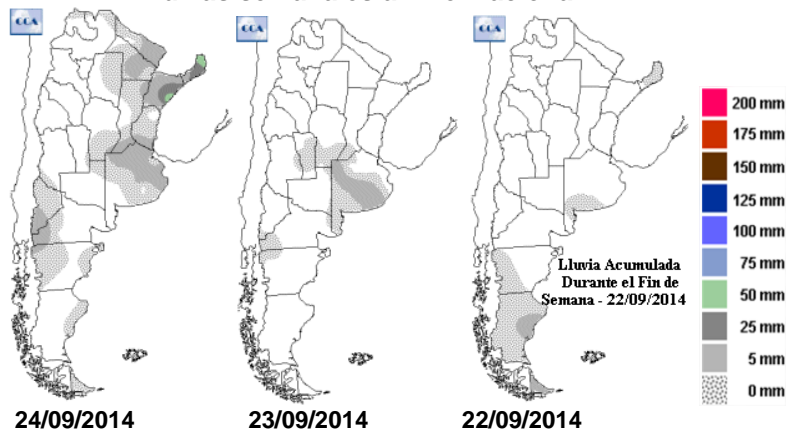 CCA
CCA
CCA
200 mm
175 mm
150 mm
125 mm
100 mm
75 mm
50 mm
25 mm
5 mm
0 mm
Lluvia Acumulada
Durante el Fin de
Semana - 22/09/2014
24/09/2014
23/09/2014
22/09/2014